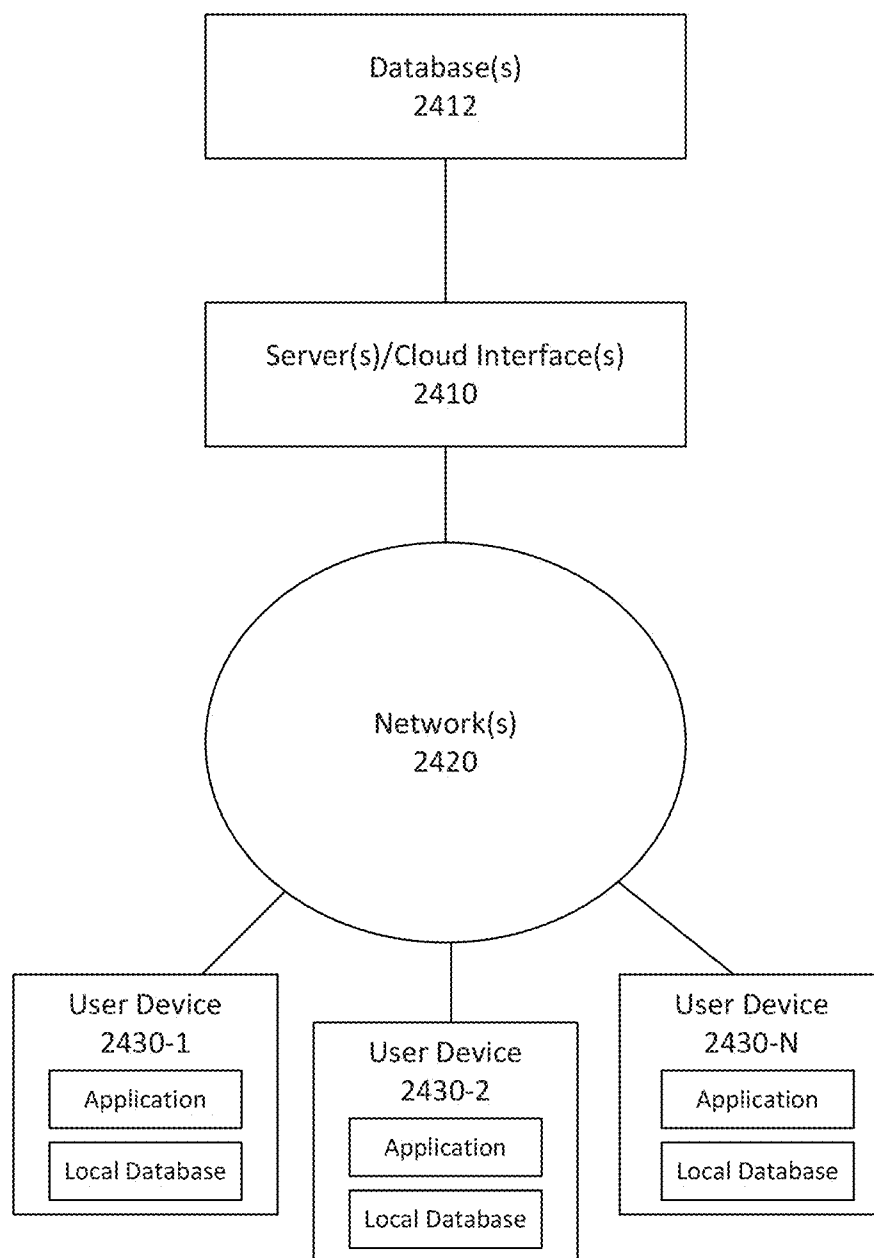 Database(s)
2412
Server(s)/Cloud Interface(s)
2410
Network(s)
2420
User Device
2430-1
Application
Local Database
User Device
2430-2
Application
Local Database
User Device
2430-N
Application
Local Database